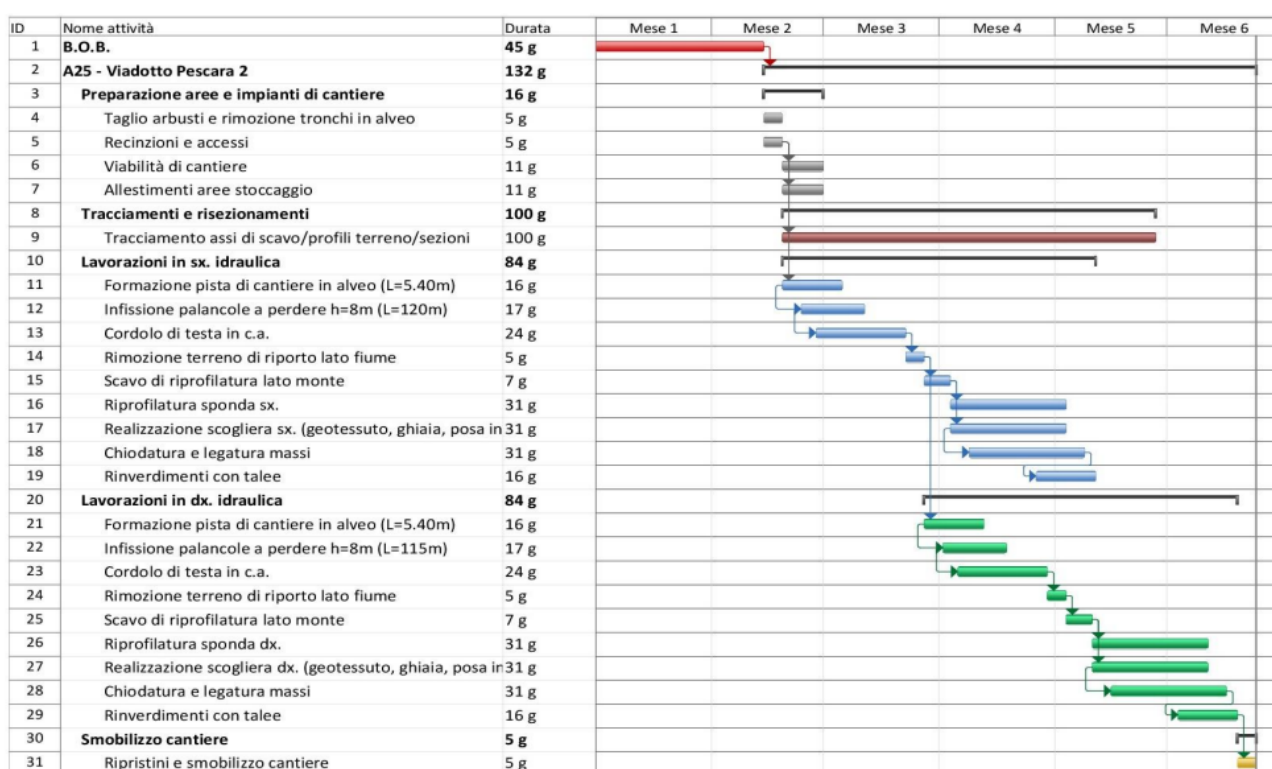 ID Nome attività Durata Mese 1 Mese 2 Mese 3 Mese 4 Mese 5 Mese 6
1 B.O.B. 45 g
2 A25 - Viadotto Pescara 2 132 g
3 Preparazione aree e impianti di cantiere 16 g
4 Taglio arbusti e rimozione tronchi in alveo 5 g
5 Recinzioni e accessi 5 g
6 Viabilità di cantiere 11 g
7 Allestimenti aree stoccaggio 11 g
8 Tracciamenti e risezionamenti 100 g
9 Tracciamento assi di scavo/profili terreno/sezioni 100 g
10 Lavorazioni in sx. idraulica 84 g
11 Formazione pista di cantiere in alveo (L=5.40m) 16 g
12 Infissione palancole a perdere h=8m (L=120m) 17 g
13 Cordolo di testa in c.a. 24 g
14 Rimozione terreno di riporto lato fiume 5 g
15 Scavo di riprofilatura lato monte 7 g
16 Riprofilatura sponda sx. 31 g
17 Realizzazione scogliera sx. (geotessuto, ghiaia, posa in 31 g
18 Chiodatura e legatura massi 31 g
19 Rinverdimenti con talee 16 g
20 Lavorazioni in dx. idraulica 84 g
21 Formazione pista di cantiere in alveo (L=5.40m) 16 g
22 Infissione palancole a perdere h=8m (L=115m) 17 g
23 Cordolo di testa in c.a. 24 g
24 Rimozione terreno di riporto lato fiume 5 g
25 Scavo di riprofilatura lato monte 7 g
26 Riprofilatura sponda dx. 31 g
27 Realizzazione scogliera dx. (geotessuto, ghiaia, posa in 31 g
28 Chiodatura e legatura massi 31 g
29 Rinverdimenti con talee 16 g
30 Smobilizzo cantiere 5 g
31 Ripristini e smobilizzo cantiere 5 g